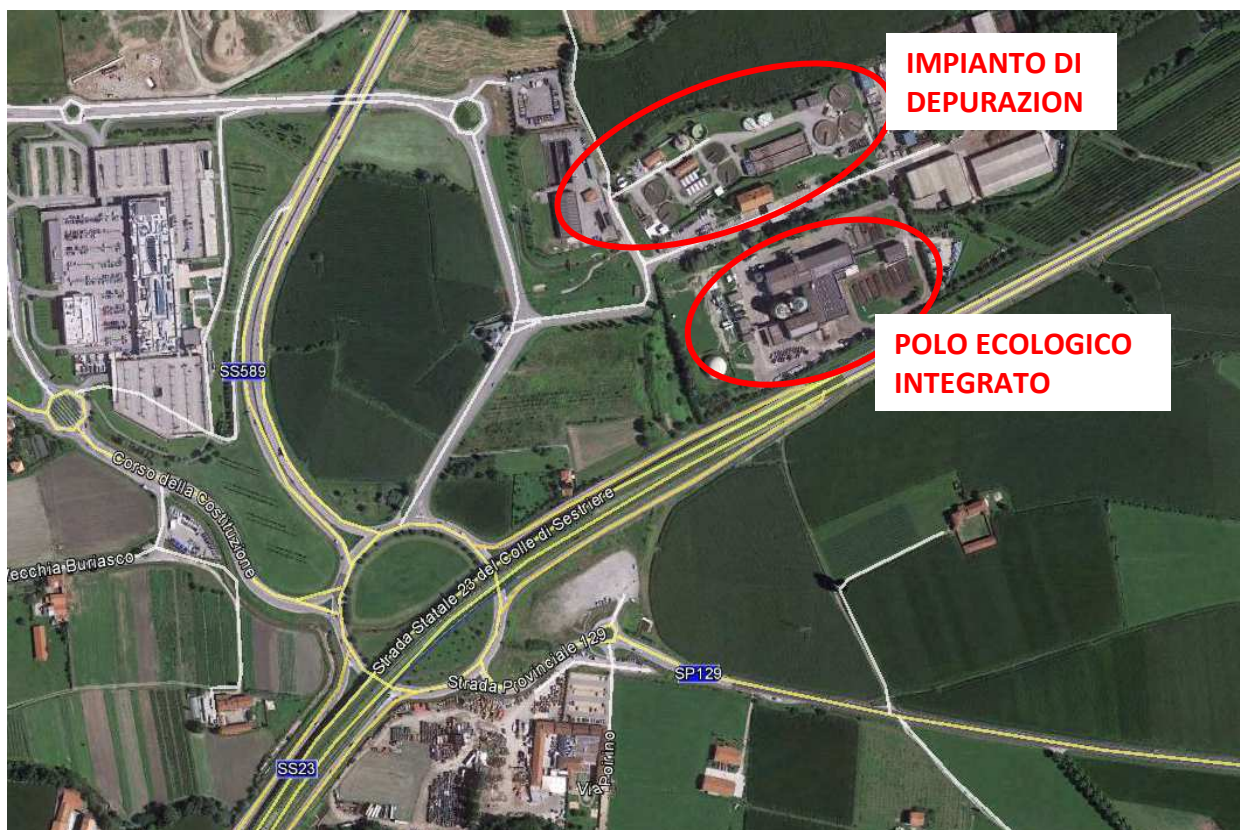 IMPIANTO DI
DEPURAZION
POLO ECOLOGICO
INTEGRATO
SS589
Corso della Costituzione
Vecchia Buriasco
Strada Statale 23 del Colle di Sestriere
Strada Provinciale 129
SP129
SS23
Via Poirino